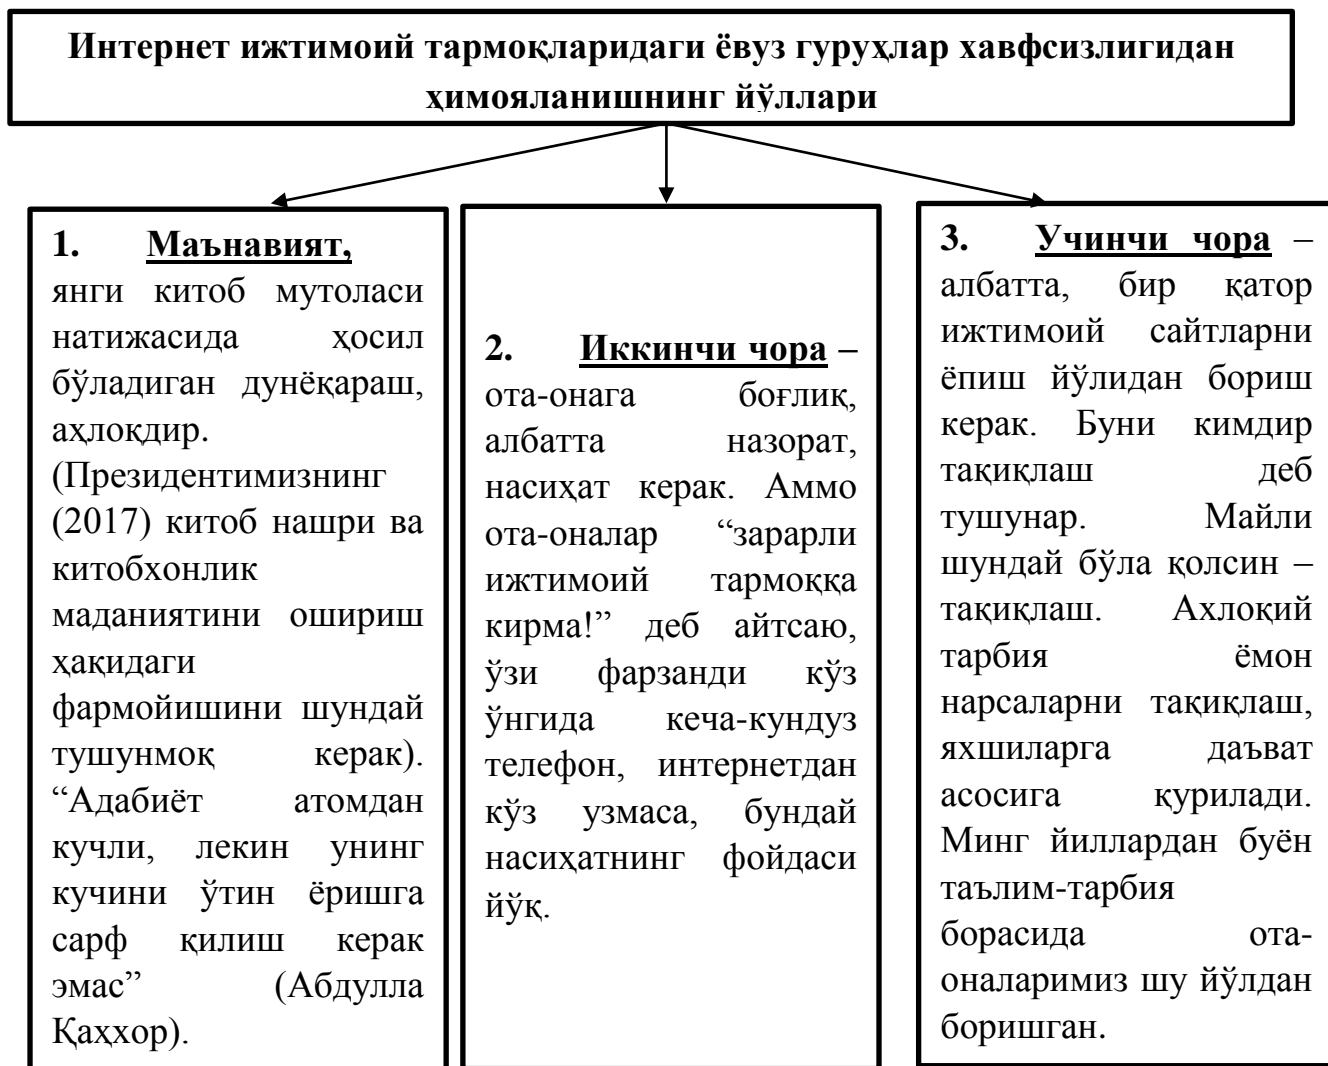 Интернет ижтимоий тармоқларидаги ёвуз гуруҳлар хавфсизлигидан
ҳимояланишнинг йўллари
1. Маънавият,
янги китоб мутоласи
натижасида ҳосил
бўладиган дунёқараш,
аҳлоқдир.
(Президентимизнинг
(2017) китоб нашри ва
китобхонлик
маданиятини ошириш
ҳақидаги
фармойишини шундай
тушунмоқ керак).
“Адабиёт атомдан
кучли, лекин унинг
кучини ўтин ёришга
сарф қилиш керак
эмас” (Абдулла
Қаҳхор).
2. Иккинчи чора –
ота-онага боғлиқ,
албатта назорат,
насиҳат керак. Аммо
ота-оналар “зарарли
ижтимоий тармоққа
кирма!” деб айтсаю,
ўзи фарзанди кўз
ўнгида кеча-кундуз
телефон, интернетдан
кўз узмаса, бундай
насиҳатнинг фойдаси
йўқ.
3. Учинчи чора –
албатта, бир қатор
ижтимоий сайтларни
ёпиш йўлидан бориш
керак. Буни кимдир
тақиқлаш деб
тушунар. Майли
шундай бўла қолсин –
тақиқлаш. Ахлоқий
тарбия ёмон
нарсаларни тақиқлаш,
яхшиларга даъват
асосига қурилади.
Минг йиллардан буён
таълим-тарбия
борасида ота-
оналаримиз шу йўлдан
боришган.